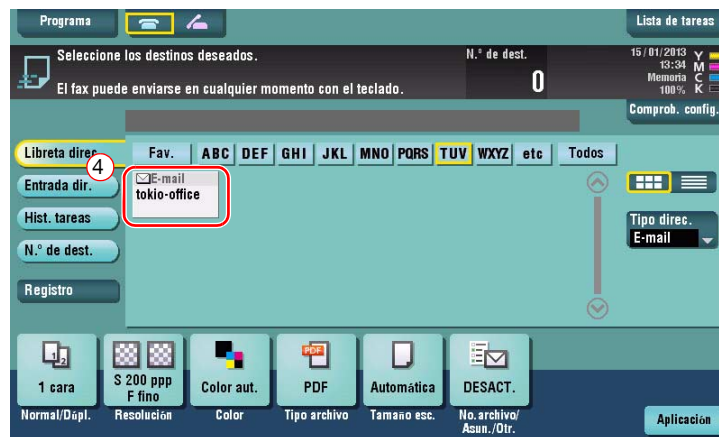 Programa
Lista de tareas
Seleccione los destinos deseados.
N.° de dest.
0
El fax puede enviarse en cualquier momento con el teclado.
15/01/2013
13:34
Memoria
100%
Y
M
C
K
Comprob. config.
Libreta direc.
Fav.
ABC
DEF
GHI
JKL
MNO
PQRS
TUV
WXYZ
etc
Todos
4
Entrada dir.
E-mail
tokio-office
Hist. tareas
Tipo direc.
E-mail
N.° de dest.
Registro
1 2
1 cara
S 200 ppp
F fino
Color aut.
PDF
PDF
Automática
DESACT.
Normal/Dúpl.
Resolución
Color
Tipo archivo
Tamaño esc.
No.archivo/
Asun./Otr.
Aplicación